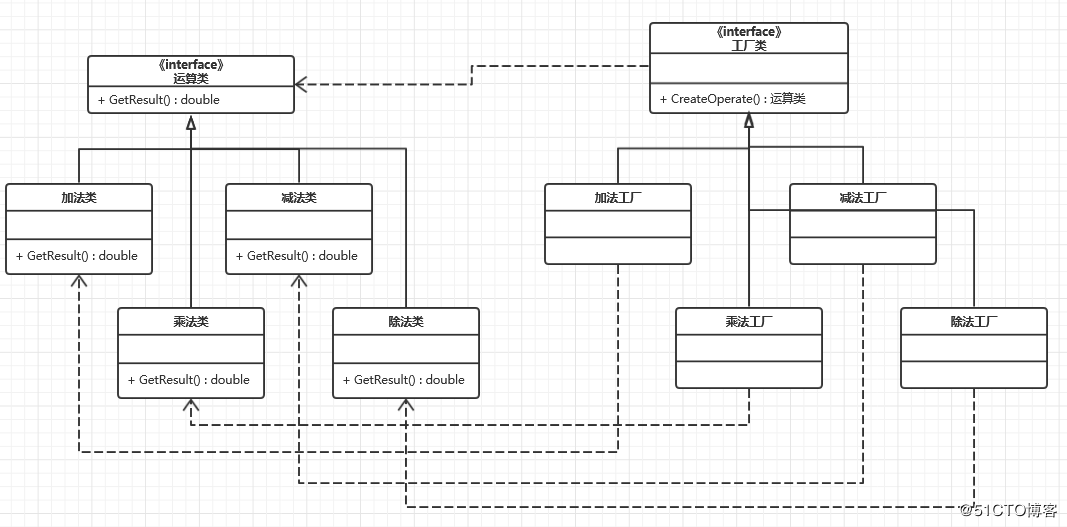 《interface》
运算类
+ GetResult() : double
《interface》
工厂类
+ CreateOperate() : 运算类
加法类
+ GetResult() : double
减法类
+ GetResult() : double
加法工厂
减法工厂
乘法类
+ GetResult() : double
除法类
+ GetResult() : double
乘法工厂
除法工厂
@51CTO博客